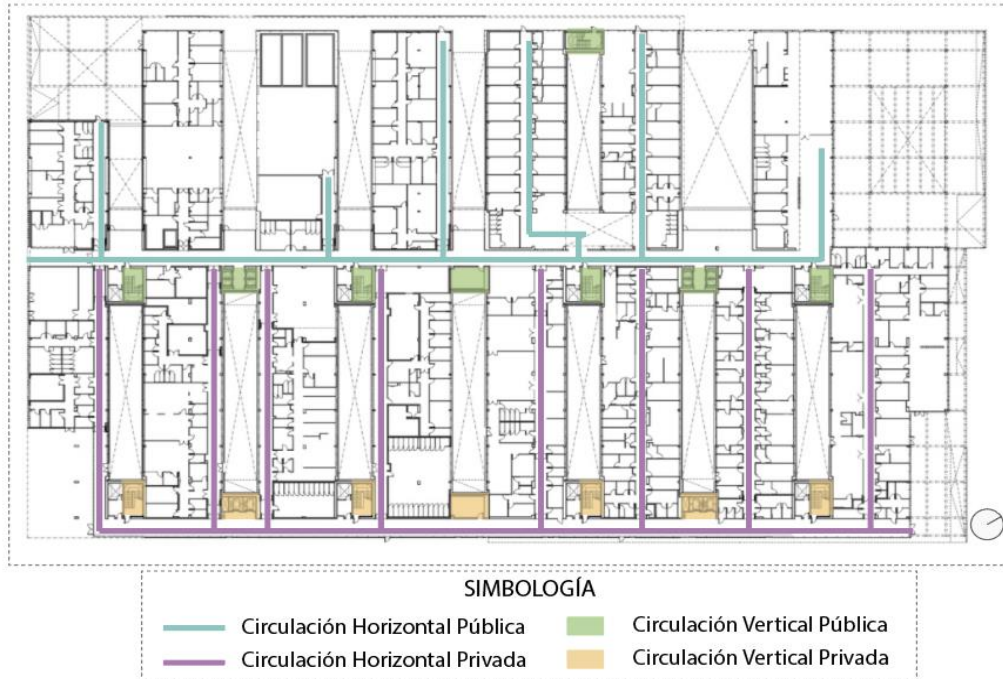 SIMBOLOGÍA
Circulación Horizontal Pública
Circulación Vertical Pública
Circulación Horizontal Privada
Circulación Vertical Privada